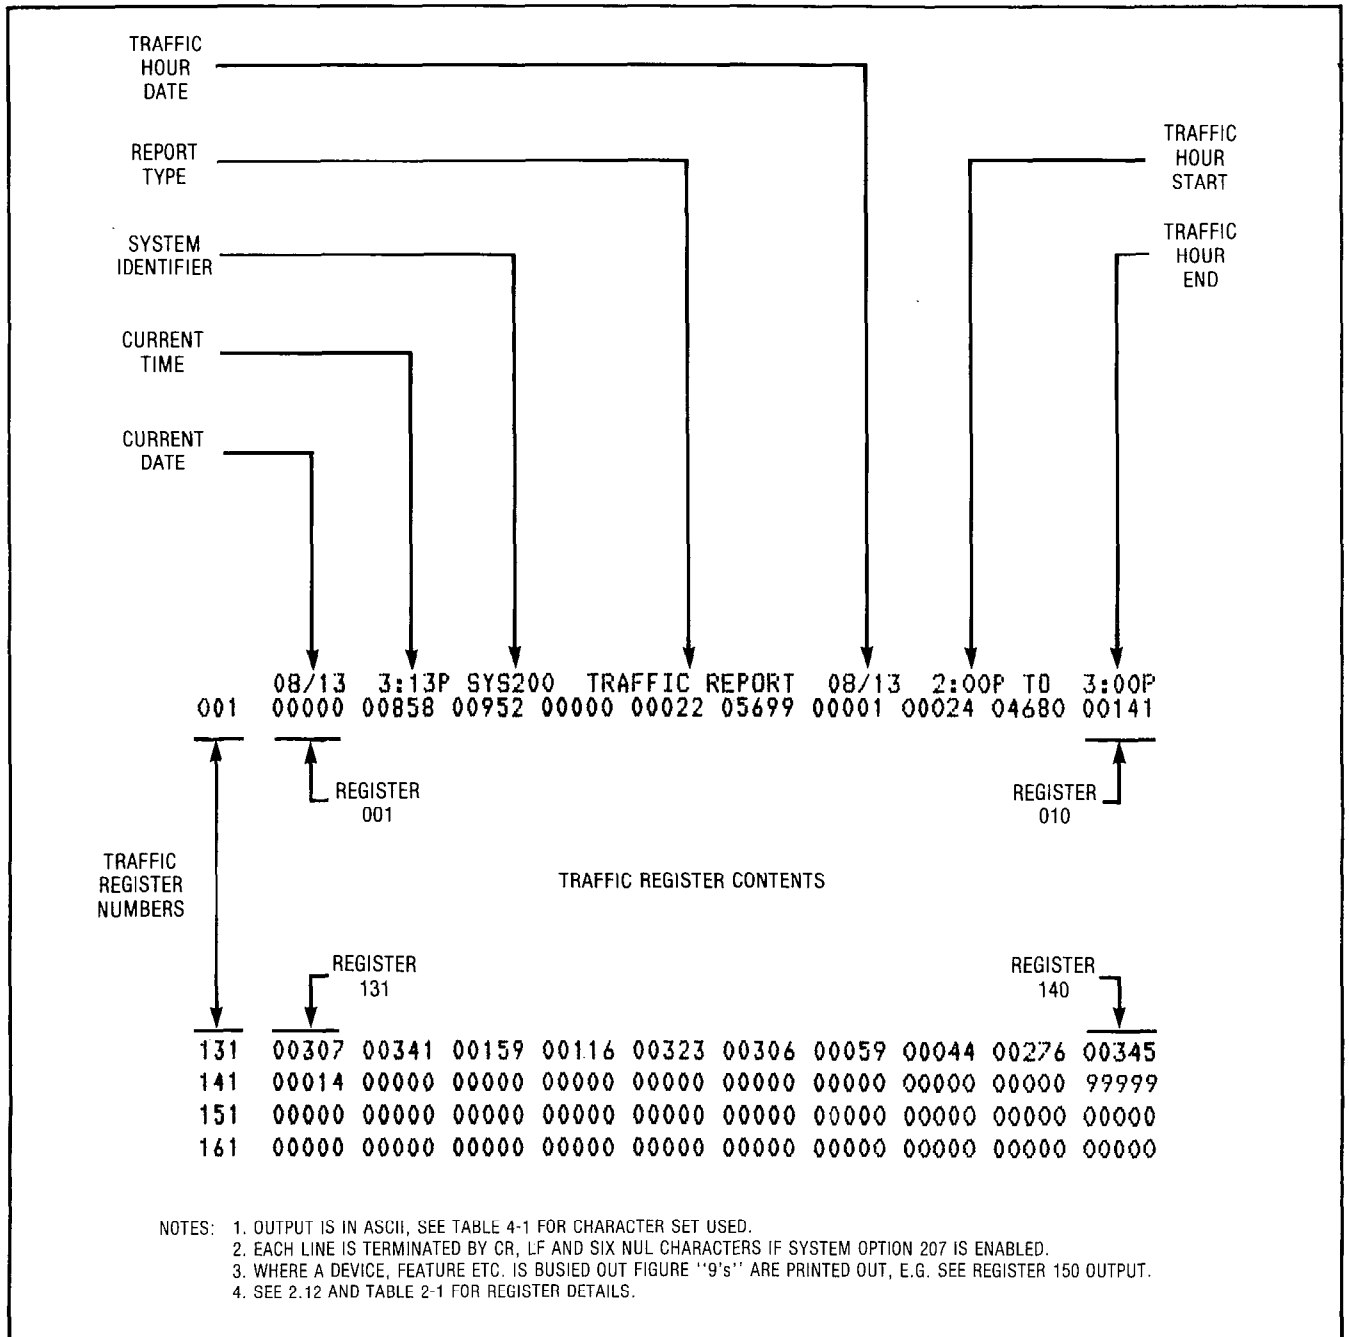 TRAFFIC
HOUR
DATE
REPORT
TYPE
SYSTEM
IDENTIFIER
CURRENT
TIME
CURRENT
DATE
TRAFFIC
HOUR
START
TRAFFIC
HOUR
END
08/13 3:13P SYS200 TRAFFIC REPORT 08/13 2:00P TO 3:00P
001 00000 00858 00952 00000 00022 05699 00001 00024 04680 00141
REGISTER
001
REGISTER
010
TRAFFIC
REGISTER
NUMBERS
TRAFFIC REGISTER CONTENTS
REGISTER
131
REGISTER
140
131 00307 00341 00159 00116 00323 00306 00059 00044 00276 00345
141 00014 00000 00000 00000 00000 00000 00000 00000 00000 99999
151 00000 00000 00000 00000 00000 00000 00000 00000 00000 00000
161 00000 00000 00000 00000 00000 00000 00000 00000 00000 00000
NOTES: 1. OUTPUT IS IN ASCII, SEE TABLE 4-1 FOR CHARACTER SET USED.
2. EACH LINE IS TERMINATED BY CR, LF AND SIX NUL CHARACTERS IF SYSTEM OPTION 207 IS ENABLED.
3. WHERE A DEVICE, FEATURE ETC. IS BUSIED OUT FIGURE ''9's'' ARE PRINTED OUT, E.G. SEE REGISTER 150 OUTPUT.
4. SEE 2.12 AND TABLE 2-1 FOR REGISTER DETAILS.